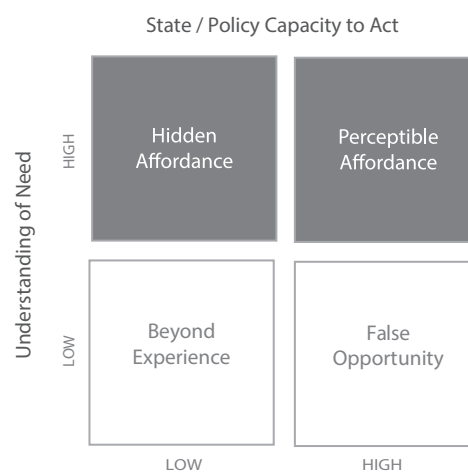 State / Policy Capacity to Act
Understanding of Need
HIGH
Hidden
Affordance
Perceptible
Affordance
LOW
Beyond
Experience
False
Opportunity
LOW
HIGH